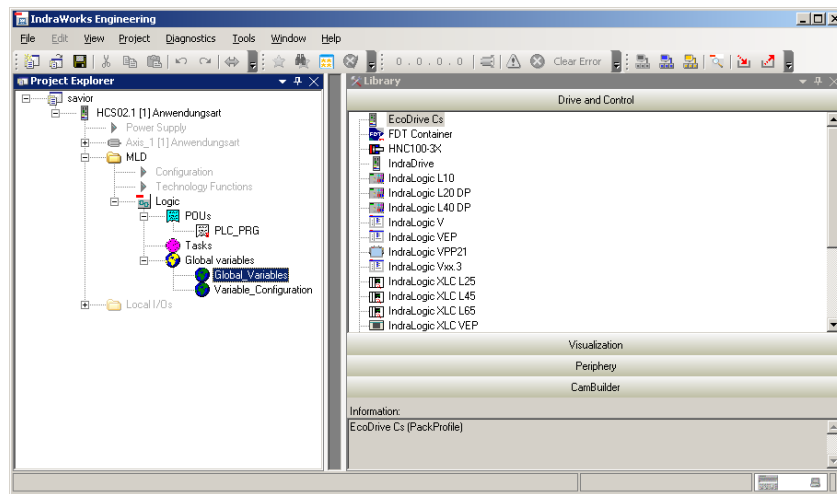 IndraWorks Engineering
File Edit View Project Diagnostics Tools Window Help
0 . 0 . 0 . 0 Clear Error
Project Explorer
savior
HCS02.1 [1] Anwendungsart
Power Supply
Axis_1 [1] Anwendungsart
MLD
Configuration
Technology Functions
Logic
POUs
PLC_PRG
Tasks
Global variables
Global_Variables
Variable_Configuration
Local I/Os
Library
Drive and Control
EcoDrive Cs
FDT Container
HNC100-3X
IndraDrive
IndraLogic L10
IndraLogic L20 DP
IndraLogic L40 DP
IndraLogic V
IndraLogic VEP
IndraLogic VPP21
IndraLogic Vxx.3
IndraLogic XLC L25
IndraLogic XLC L45
IndraLogic XLC L65
IndraLogic XLC VEP
Visualization
Periphery
CamBuilder
Information:
EcoDrive Cs (PackProfile)